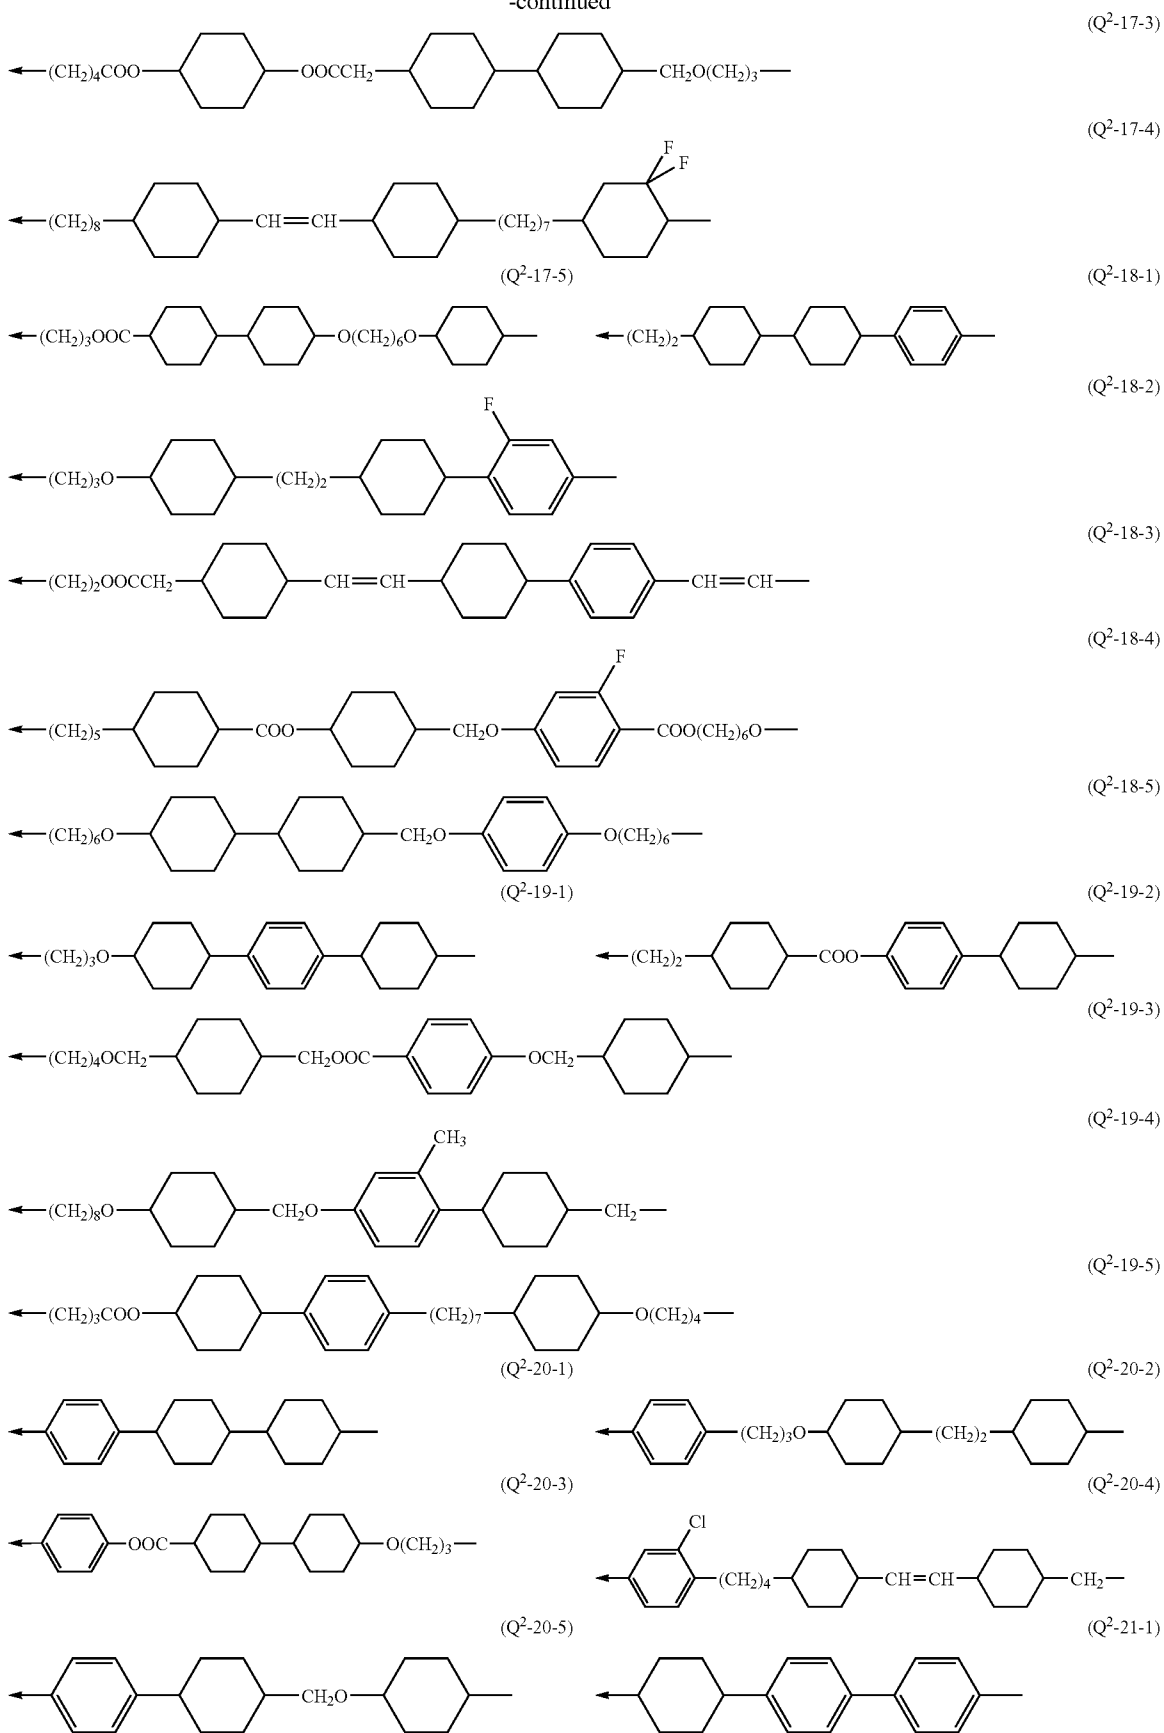 -continued
(Q²-17-3)
(CH₂)₄COO OOCCH₂ CH₂O(CH₂)₃
(Q²-17-4)
F
F
(CH₂)₈ CH=CH (CH₂)₇
(Q²-17-5) (Q²-18-1)
(CH₂)₃OOC O(CH₂)₆O (CH₂)₂
(Q²-18-2)
F
(CH₂)₃O (CH₂)₂
(Q²-18-3)
(CH₂)₂OOCCH₂ CH=CH CH=CH
(Q²-18-4)
F
(CH₂)₅ COO CH₂O COO(CH₂)₆O
(Q²-18-5)
(CH₂)₆O CH₂O O(CH₂)₆
(Q²-19-1) (Q²-19-2)
(CH₂)₃O (CH₂)₂ COO
(Q²-19-3)
(CH₂)₄OCH₂ CH₂OOC OCH₂
(Q²-19-4)
CH₃
(CH₂)₈O CH₂O CH₂
(Q²-19-5)
(CH₂)₃COO (CH₂)₇ O(CH₂)₄
(Q²-20-1) (Q²-20-2)
(CH₂)₃O (CH₂)₂
(Q²-20-3) (Q²-20-4)
OOC O(CH₂)₃
Cl
(CH₂)₄ CH=CH CH₂
(Q²-20-5) (Q²-21-1)
CH₂O